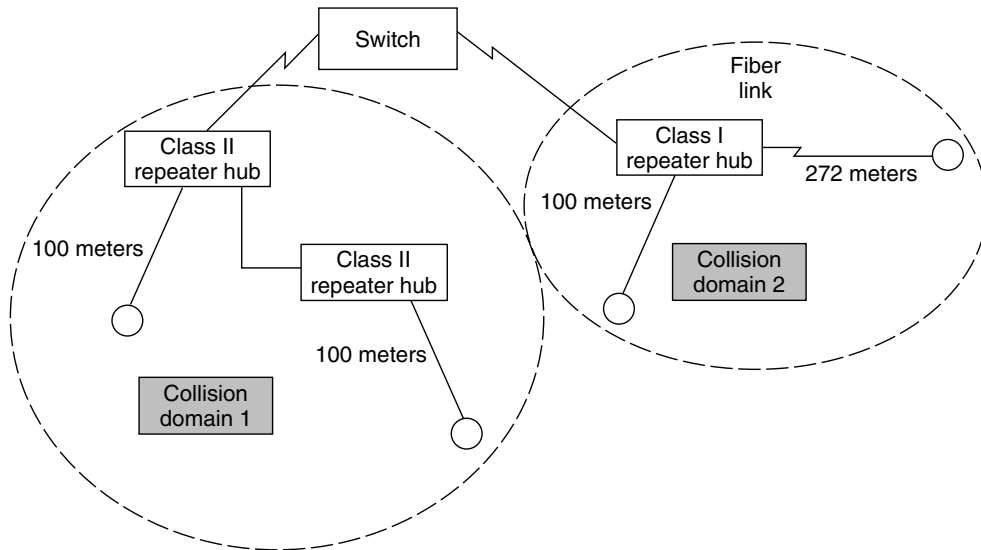 Switch
Fiber
link
Class II
repeater hub
Class I
repeater hub
272 meters
100 meters
100 meters
Class II
repeater hub
Collision
domain 2
100 meters
Collision
domain 1